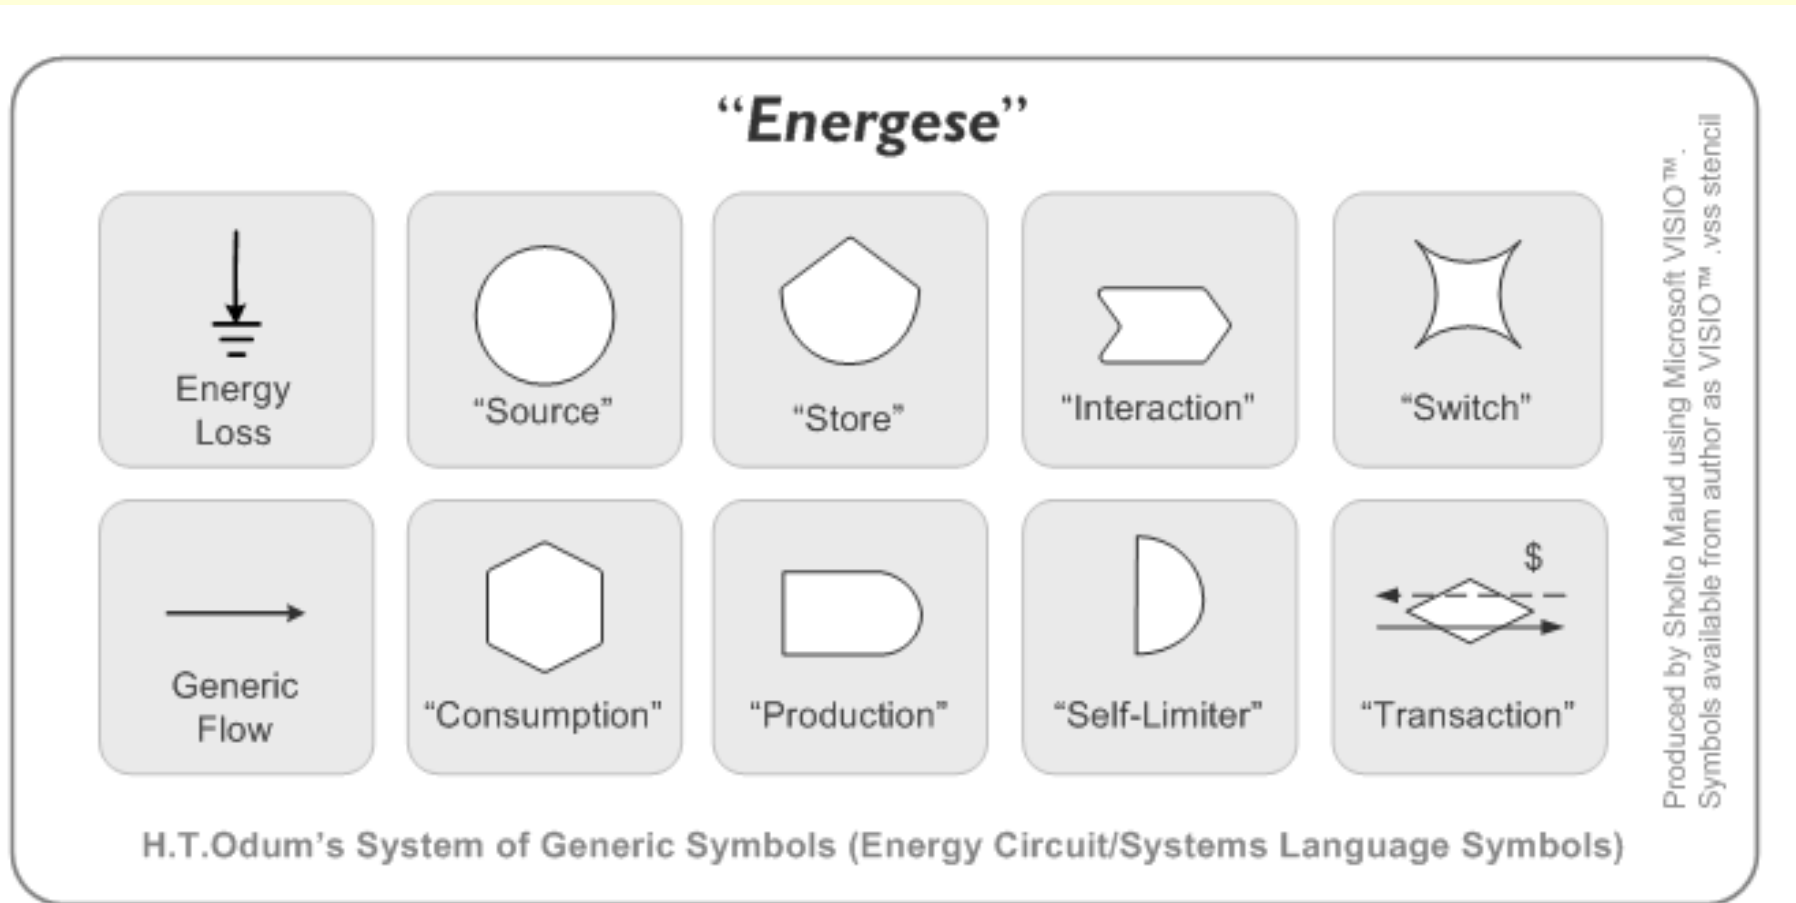 “Energese”
Energy
Loss
“Source”
“Store”
“Interaction”
“Switch”
Generic
Flow
“Consumption”
“Production”
“Self-Limiter”
$
“Transaction”
H.T.Odum’s System of Generic Symbols (Energy Circuit/Systems Language Symbols)
Produced by Sholto Maud using Microsoft VISIO™.
Symbols available from author as VISIO™ .vss stencil